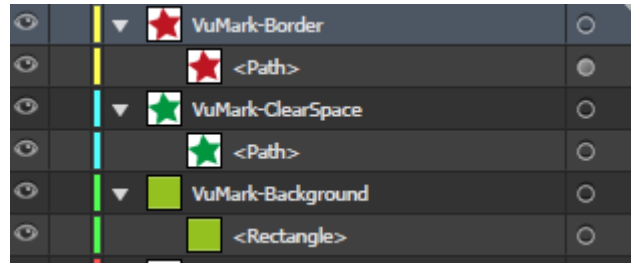 VuMark-Border
<Path>
VuMark-ClearSpace
<Path>
VuMark-Background
<Rectangle>